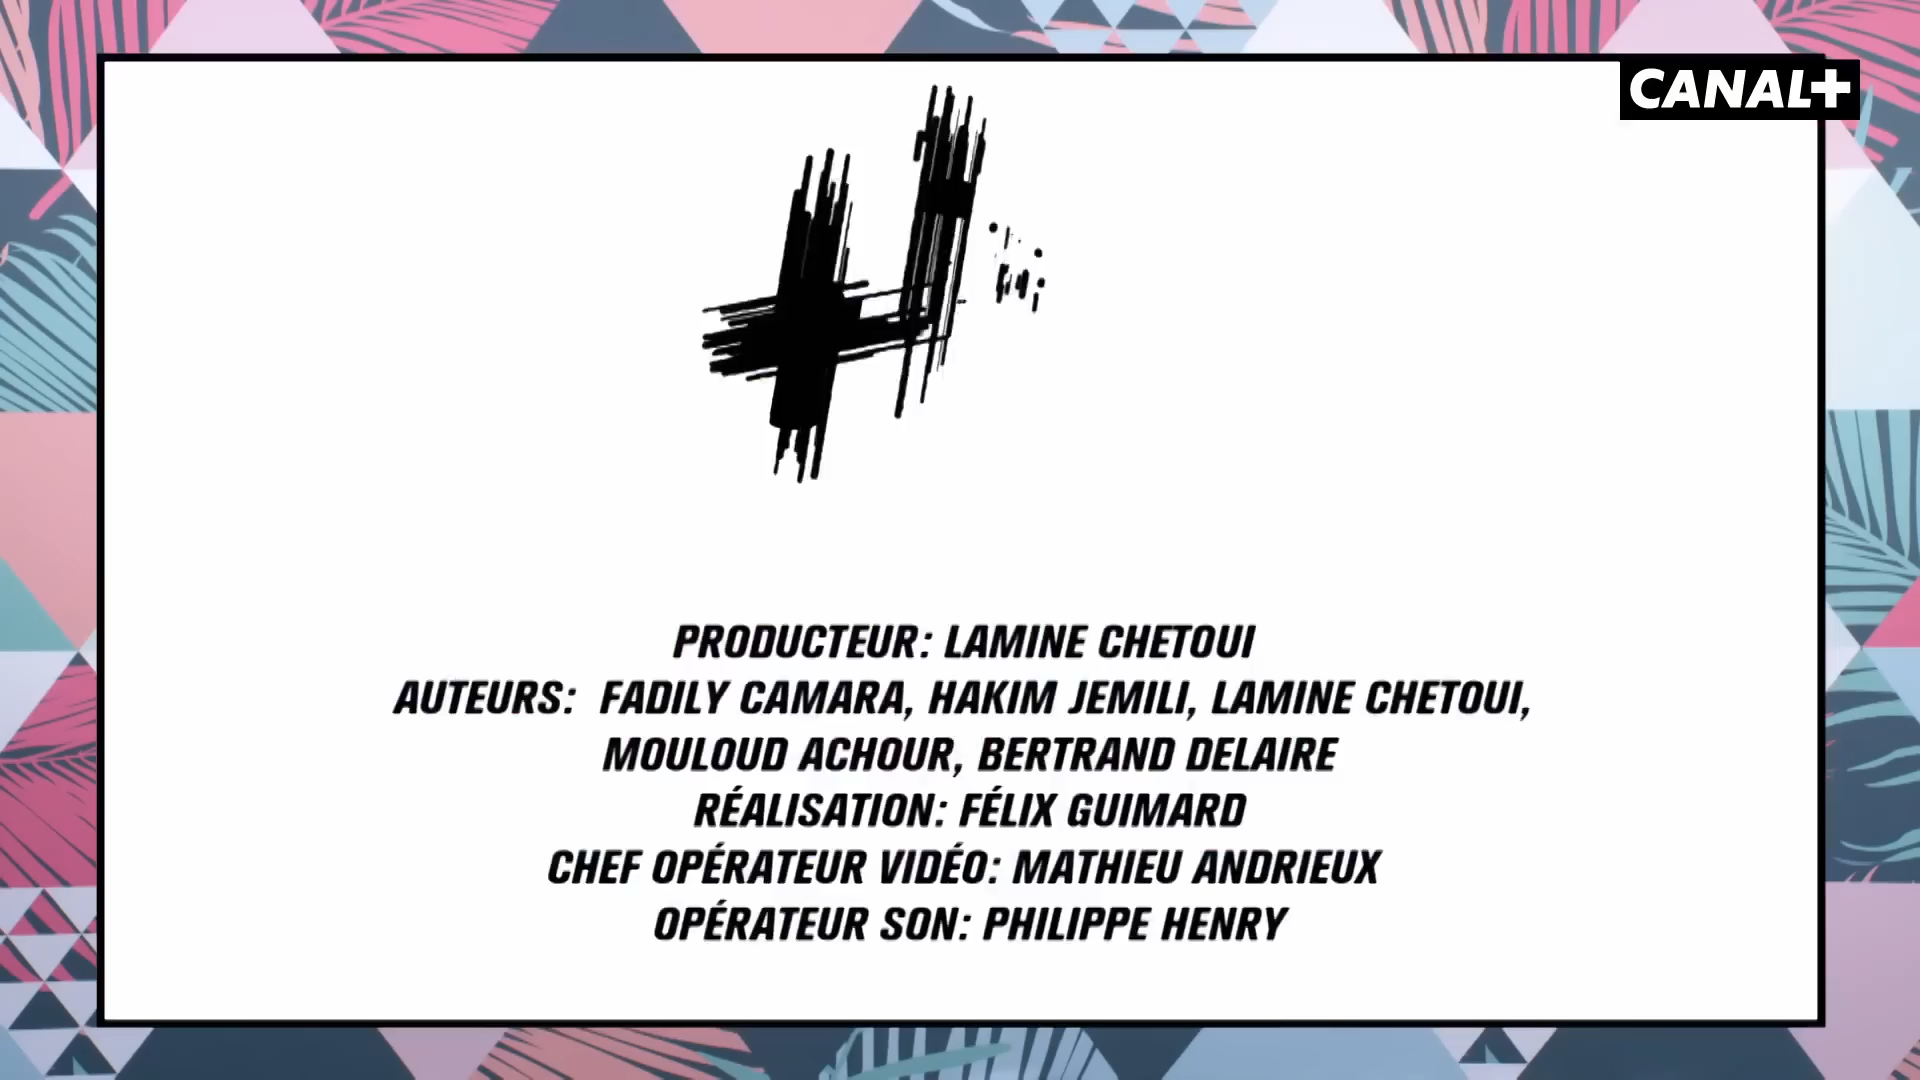 CANAL+
PRODUCTEUR: LAMINE CHETOUI
AUTEURS: FADILY CAMARA, HAKIM JEMILI, LAMINE CHETOUI,
MOULOUD ACHOUR, BERTRAND DELAIRE
RÉALISATION: FÉLIX GUIMARD
CHEF OPÉRATEUR VIDÉO: MATHIEU ANDRIEUX
OPÉRATEUR SON: PHILIPPE HENRY